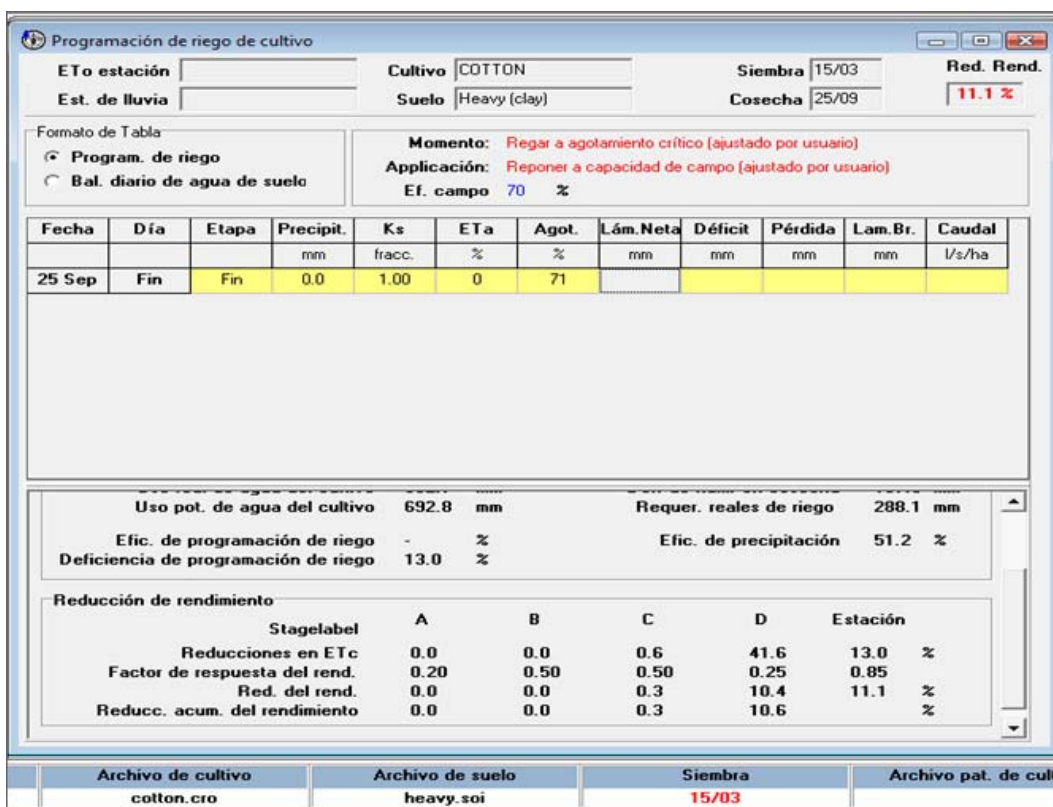 Programación de riego de cultivo
ETo estación Cultivo COTTON Siembra 15/03 Red. Rend.
Est. de lluvia Suelo Heavy (clay) Cosecha 25/09 11.1 %
Formato de Tabla
Program. de riego
Bal. diario de agua de suelo
Momento: Regar a agotamiento crítico (ajustado por usuario)
Applicación: Reponer a capacidad de campo (ajustado por usuario)
Ef. campo 70 %
Fecha Día Etapa Precipit. Ks ETa Agot. Lám.Neta Déficit Pérdida Lam.Br. Caudal
mm fracc. % % mm mm mm mm l/s/ha
25 Sep Fin Fin 0.0 1.00 0 71
Uso pot. de agua del cultivo 692.8 mm Requer. reales de riego 288.1 mm
Efic. de programación de riego - % Efic. de precipitación 51.2 %
Deficiencia de programación de riego 13.0 %
Reducción de rendimiento
Stagelabel A B C D Estación
Reducciones en ETc 0.0 0.0 0.6 41.6 13.0 %
Factor de respuesta del rend. 0.20 0.50 0.50 0.25 0.85
Red. del rend. 0.0 0.0 0.3 10.4 11.1 %
Reducc. acum. del rendimiento 0.0 0.0 0.3 10.6 %
Archivo de cultivo Archivo de suelo Siembra Archivo pat. de cul
cotton.cro heavy.soi 15/03